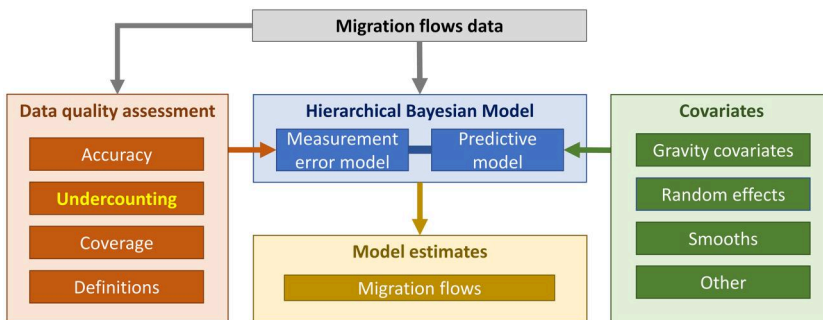 Migration flows data
Data quality assessment
Accuracy
Undercounting
Coverage
Definitions
Hierarchical Bayesian Model
Measurement
error model
Predictive
model
Model estimates
Migration flows
Covariates
Gravity covariates
Random effects
Smooths
Other